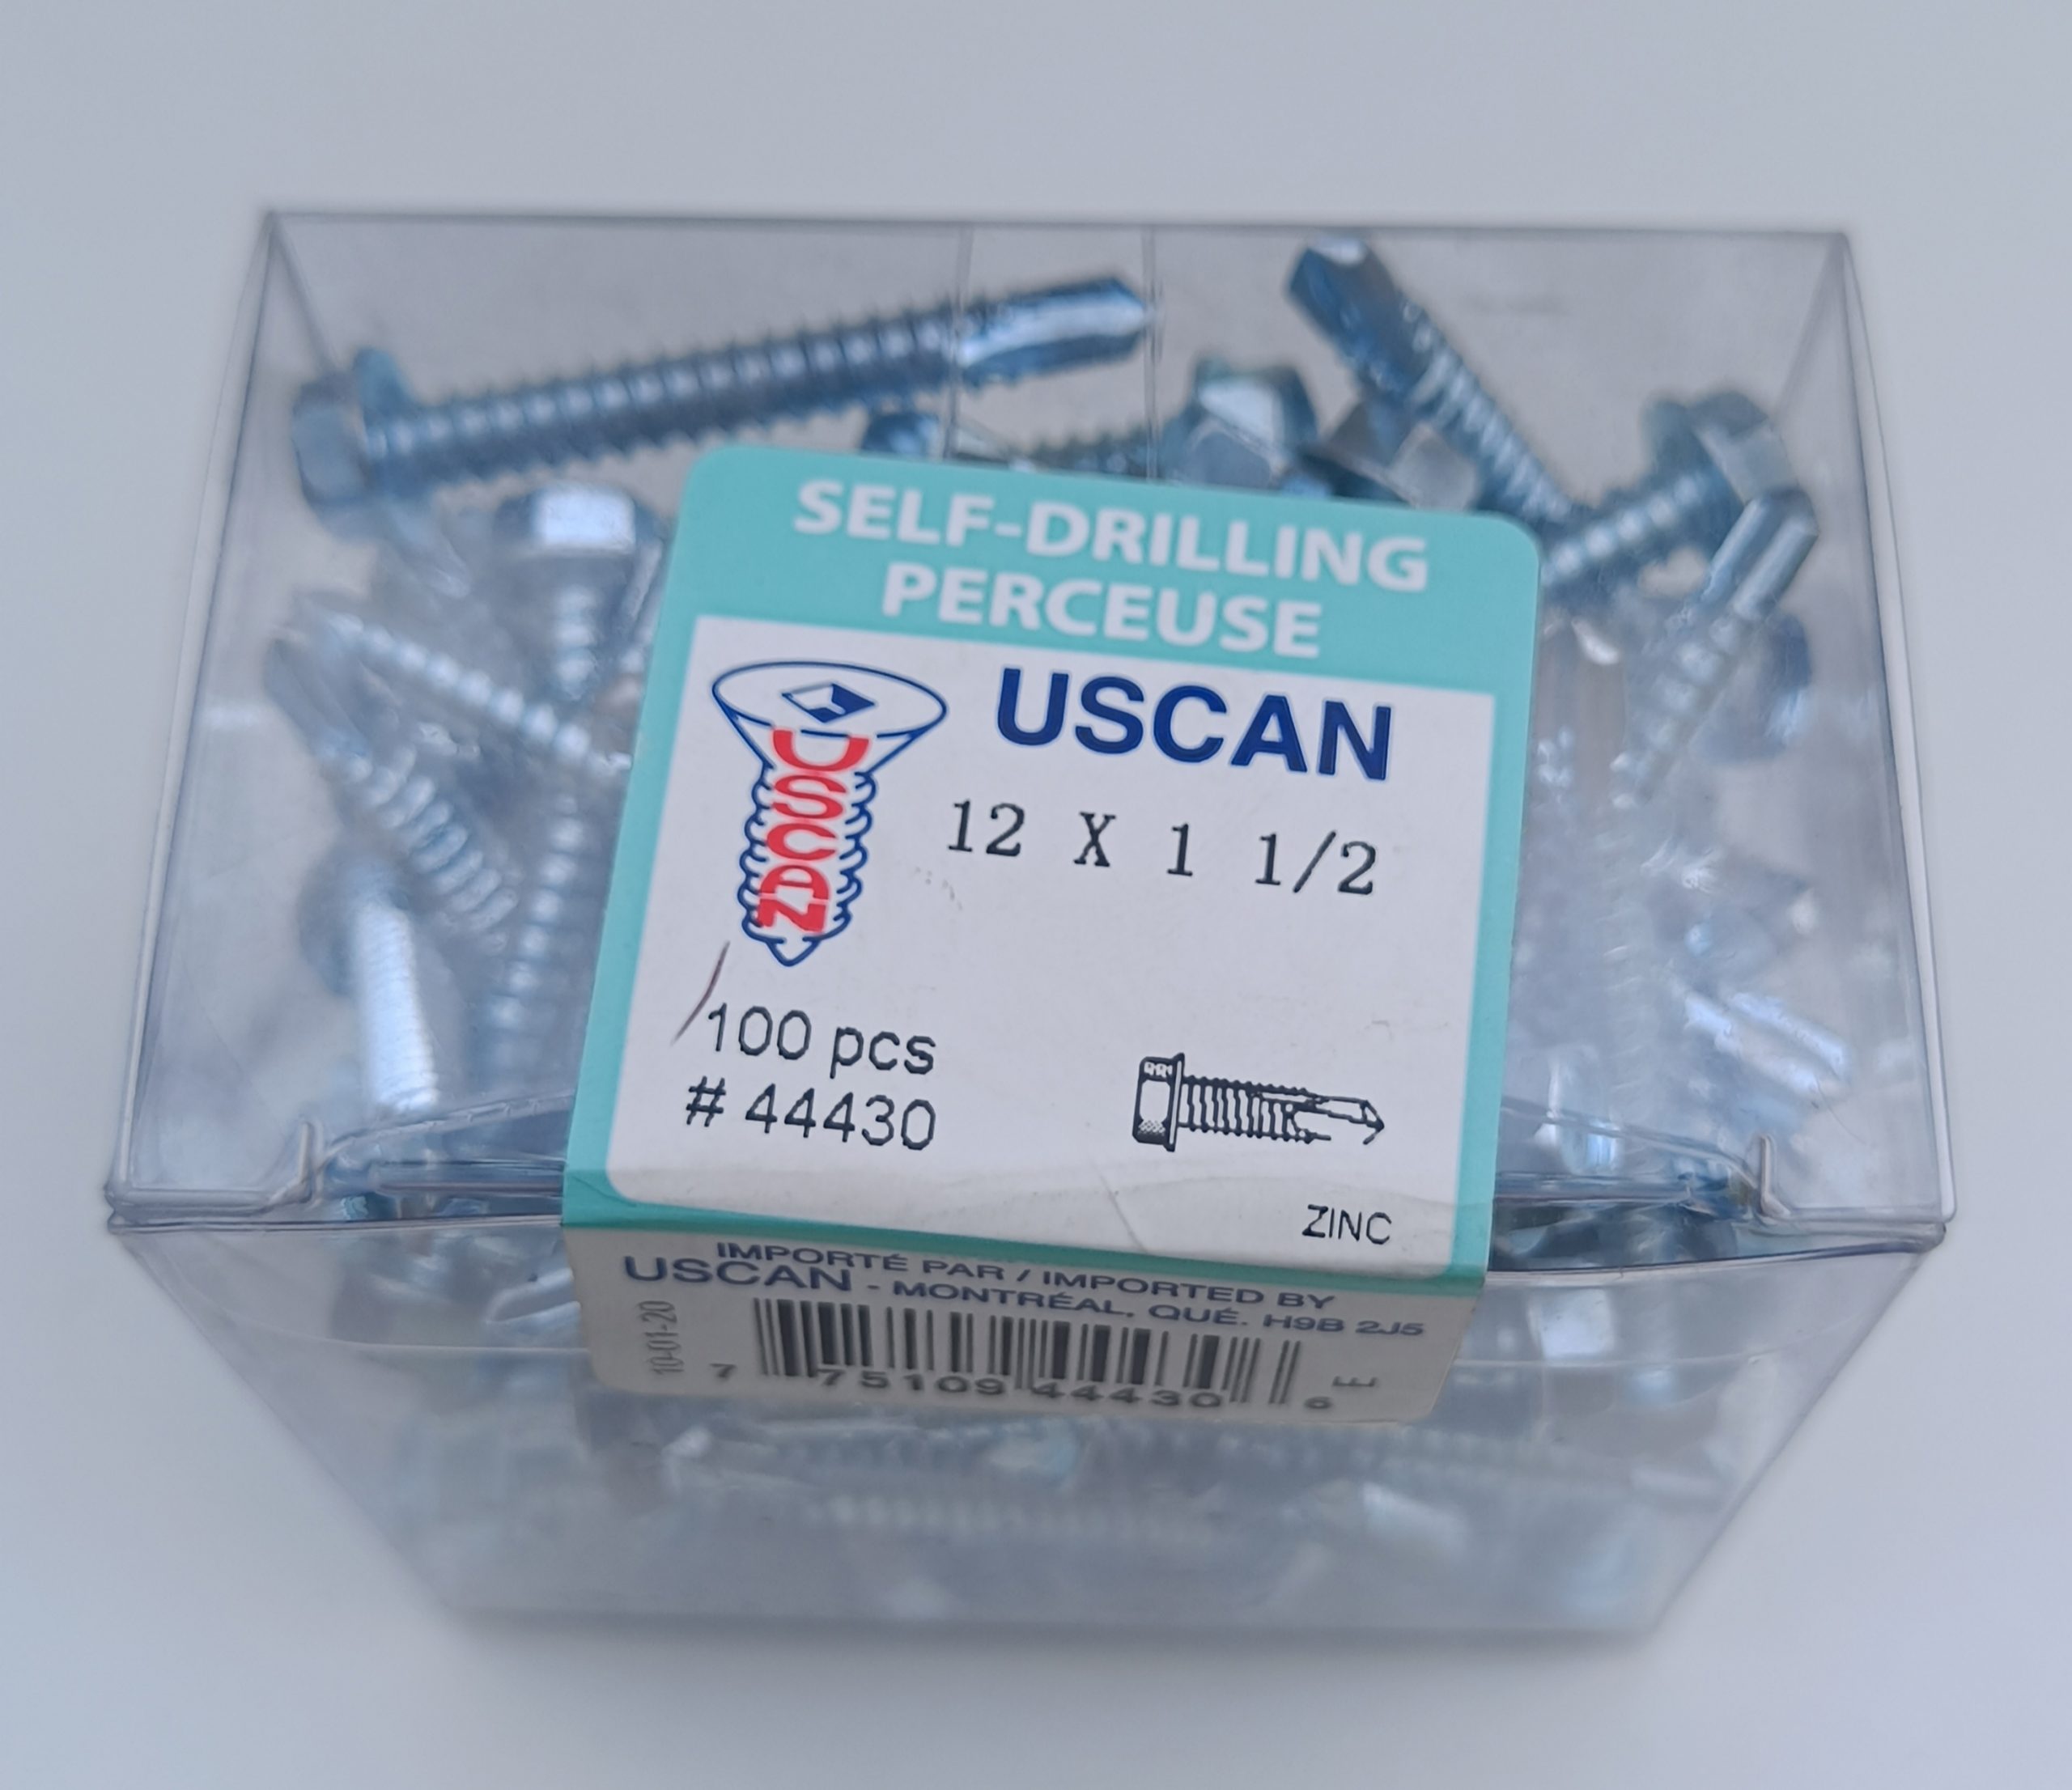 SELF-DRILLING
PERCEUSE
USCAN
USCAN
12 X 1 1/2
100 pcs
# 44430
ZINC
IMPORTÉ PAR / IMPORTED BY
USCAN - MONTRÉAL, QUÉ. H9B 2J5
10-01-20
7 75109 44430 6
E